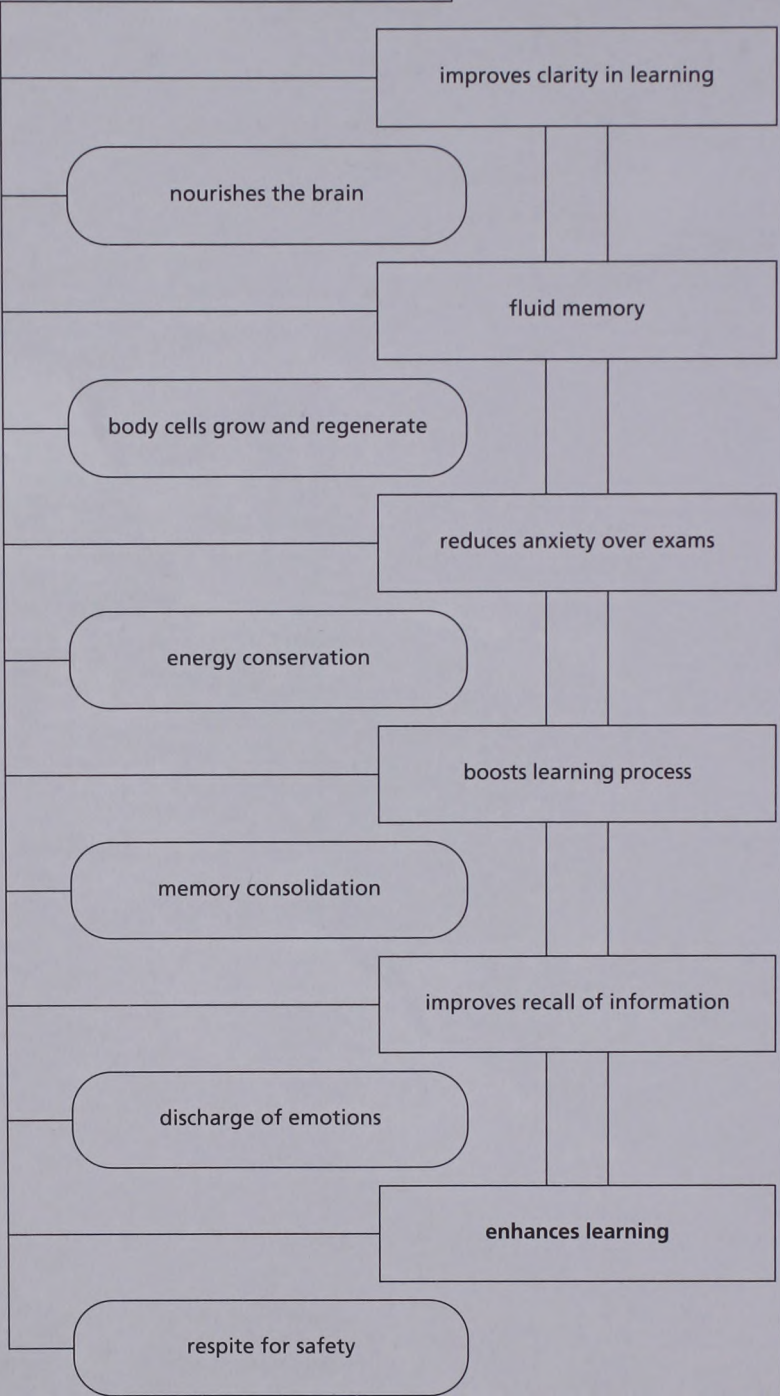 improves clarity in learning
nourishes the brain
fluid memory
body cells grow and regenerate
reduces anxiety over exams
energy conservation
boosts learning process
memory consolidation
improves recall of information
discharge of emotions
enhances learning
respite for safety